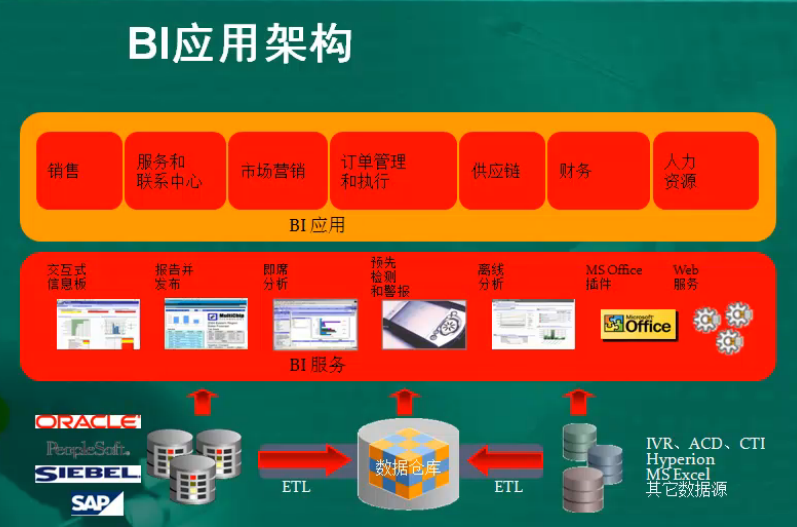 BI应用架构
销售
服务和
联系中心
市场营销
订单管理
和执行
供应链
财务
人力
资源
BI 应用
交互式
信息板
报告并
发布
即席
分析
预先
检测
和警报
离线
分析
MS Office
插件
Web
服务
MultiChip
Microsoft
Office
BI 服务
ORACLE
PeopleSoft.
SIEBEL.
SAP
ETL
数据仓库
ETL
IVR、ACD、CTI
Hyperion
MS Excel
其它数据源